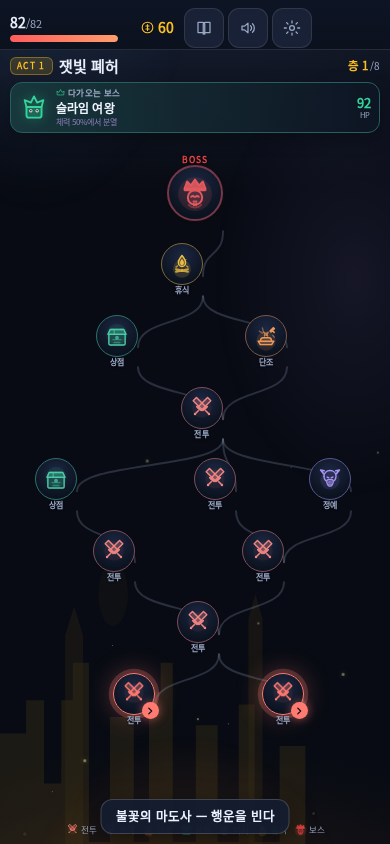 82/82
60
ACT 1 잿빛 폐허
층 1/8
다가오는 보스
슬라임 여왕
체력 50%에서 분열
92
HP
BOSS
휴식
상점
단조
전투
상점
전투
정예
전투
전투
전투
전투
전투
불꽃의 마도사 — 행운을 빈다
전투
보스